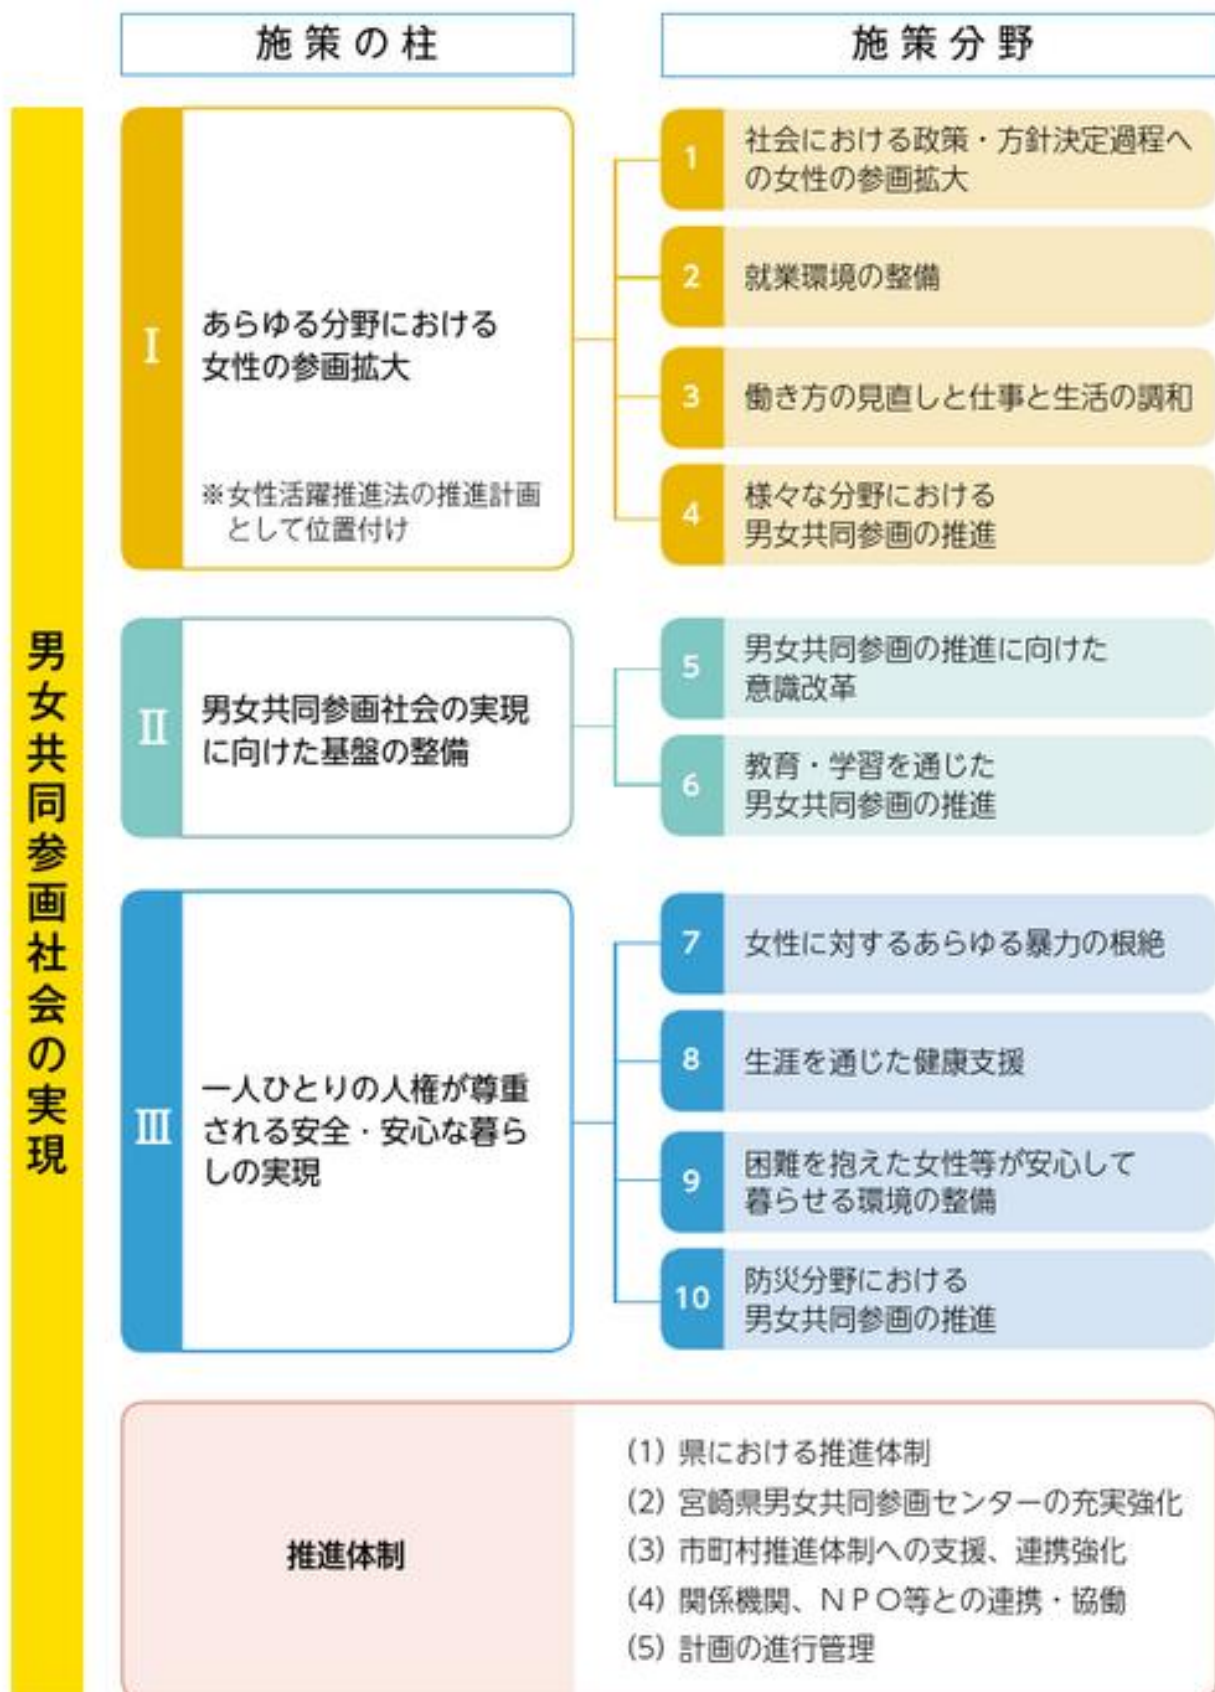 施策の柱
施策分野
男女共同参画社会の実現
Ⅰ
あらゆる分野における
女性の参画拡大
※女性活躍推進法の推進計画
として位置付け
1
社会における政策・方針決定過程へ
の女性の参画拡大
2
就業環境の整備
3
働き方の見直しと仕事と生活の調和
4
様々な分野における
男女共同参画の推進
Ⅱ
男女共同参画社会の実現
に向けた基盤の整備
5
男女共同参画の推進に向けた
意識改革
6
教育・学習を通じた
男女共同参画の推進
Ⅲ
一人ひとりの人権が尊重
される安全・安心な暮ら
しの実現
7
女性に対するあらゆる暴力の根絶
8
生涯を通じた健康支援
9
困難を抱えた女性等が安心して
暮らせる環境の整備
10
防災分野における
男女共同参画の推進
推進体制
(1) 県における推進体制
(2) 宮崎県男女共同参画センターの充実強化
(3) 市町村推進体制への支援、連携強化
(4) 関係機関、ＮＰＯ等との連携・協働
(5) 計画の進行管理